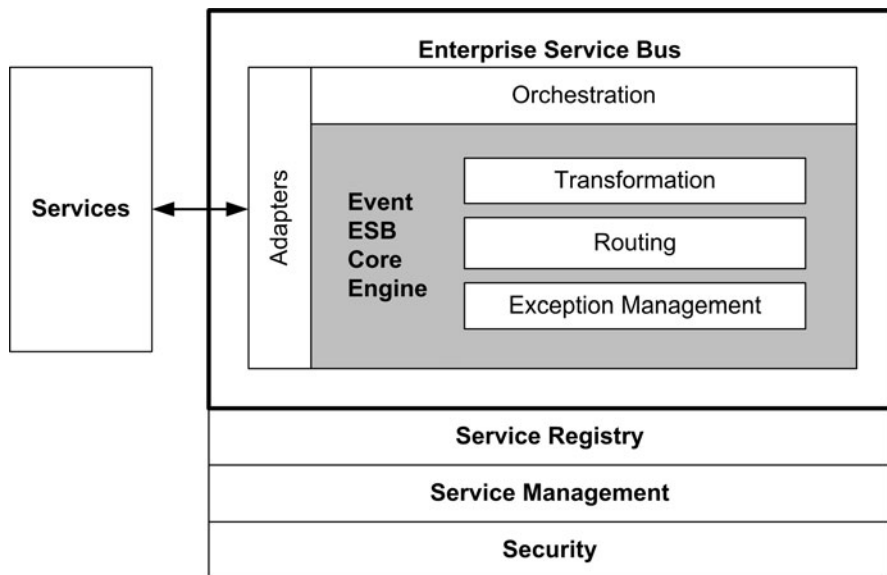 Enterprise Service Bus
Orchestration
Services
Adapters
Event
ESB
Core
Engine
Transformation
Routing
Exception Management
Service Registry
Service Management
Security